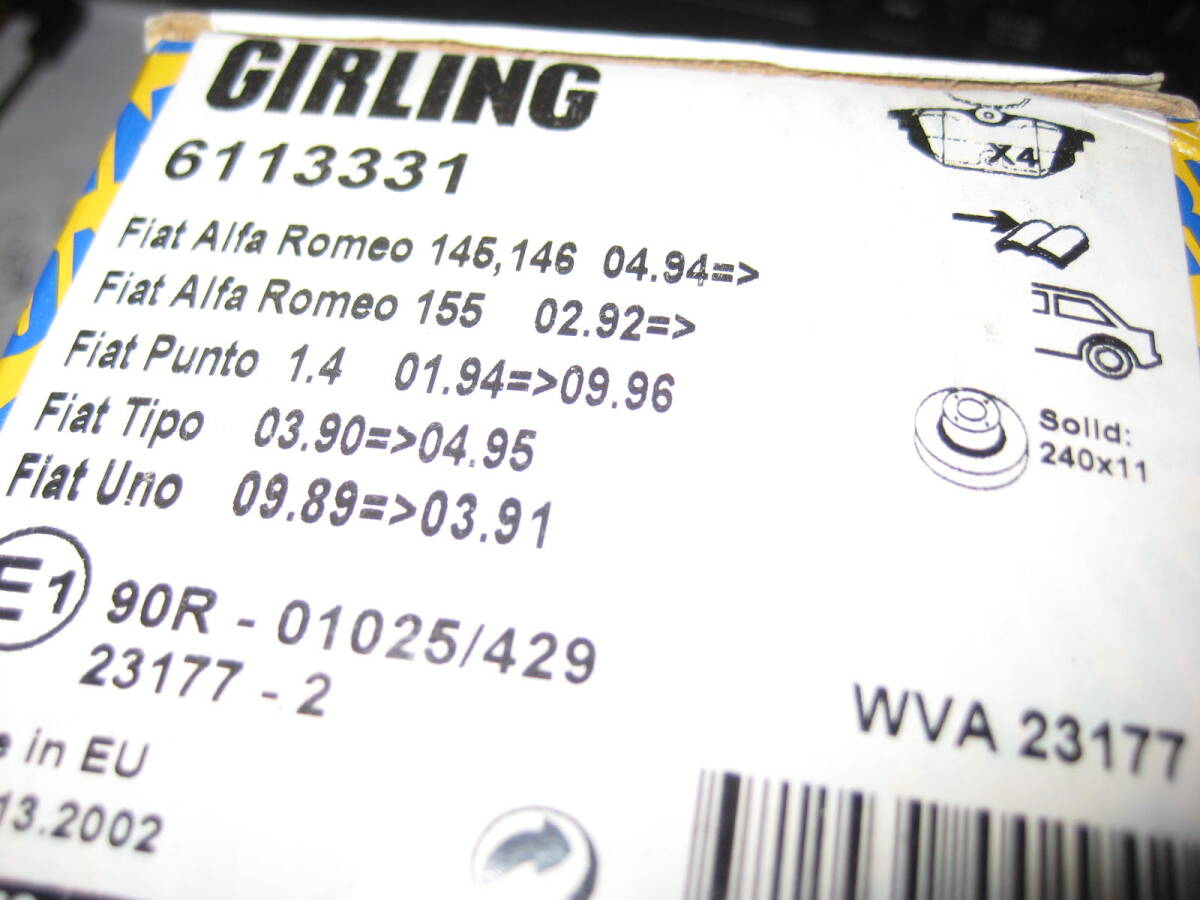 GIRLING
6113331
X4
Fiat Alfa Romeo 145,146 04.94=>
Fiat Alfa Romeo 155 02.92=>
Fiat Punto 1.4 01.94=>09.96
Fiat Tipo 03.90=>04.95
Fiat Uno 09.89=>03.91
Solid:
240x11
E1
90R - 01025/429
23177 - 2
WVA 23177
in EU
13.2002